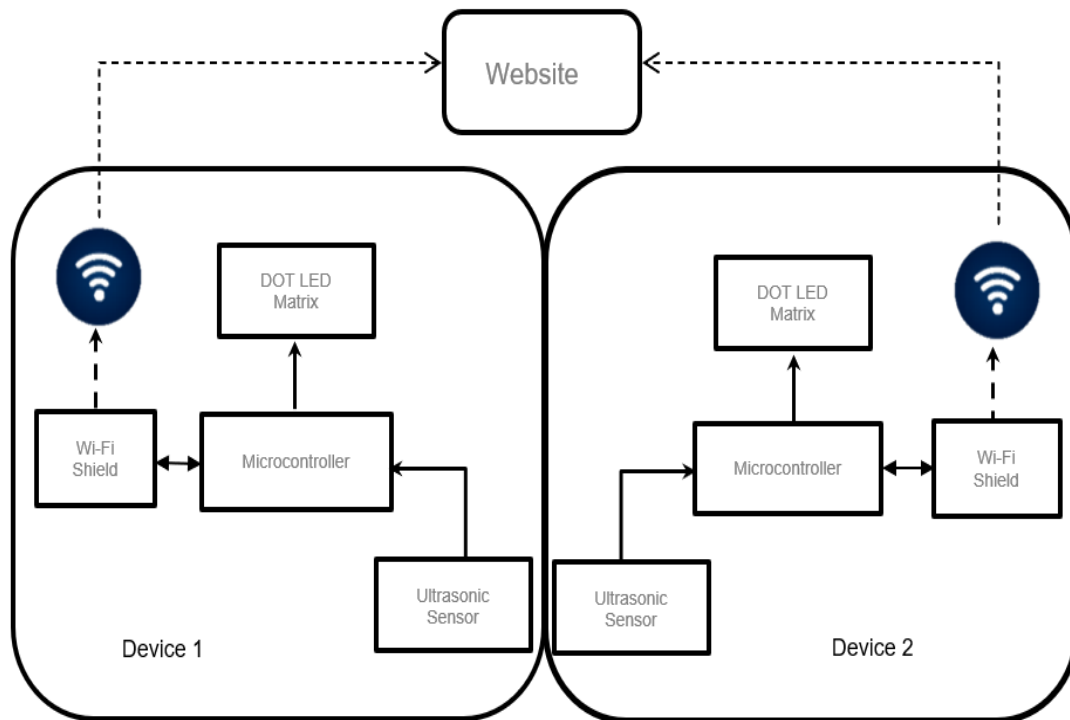 Website
DOT LED
Matrix
Wi-Fi
Shield
Microcontroller
Ultrasonic
Sensor
Device 1
DOT LED
Matrix
Microcontroller
Wi-Fi
Shield
Ultrasonic
Sensor
Device 2